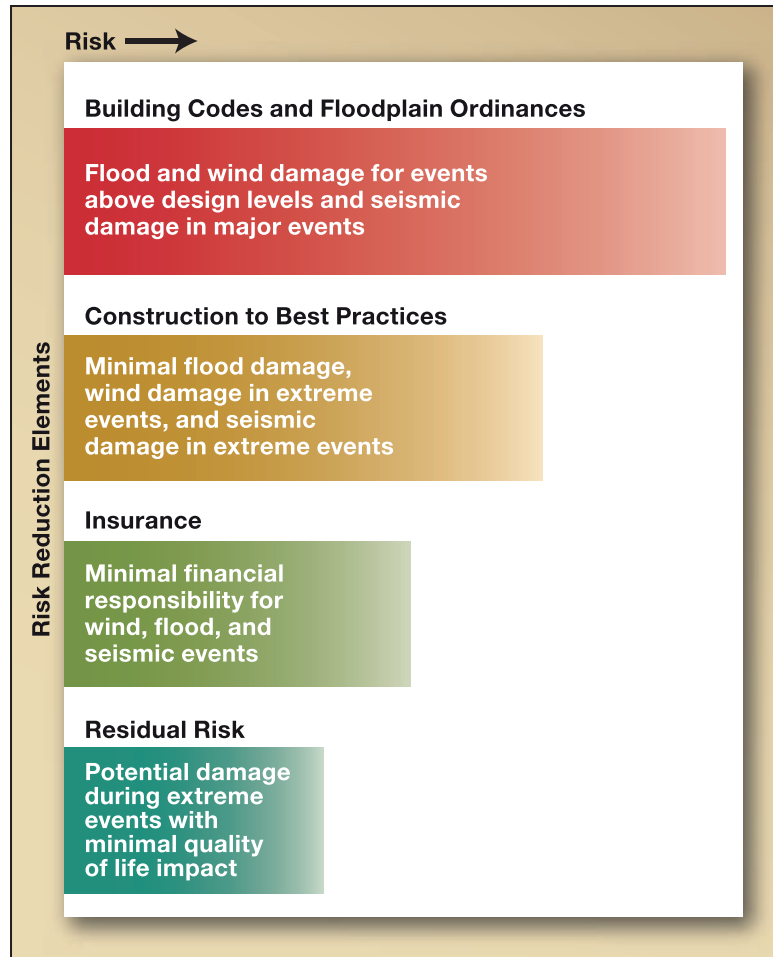 Risk
Building Codes and Floodplain Ordinances
Flood and wind damage for events
above design levels and seismic
damage in major events
Construction to Best Practices
Minimal flood damage,
wind damage in extreme
events, and seismic
damage in extreme events
Insurance
Minimal financial
responsibility for
wind, flood, and
seismic events
Residual Risk
Potential damage
during extreme
events with
minimal quality
of life impact
Risk Reduction Elements